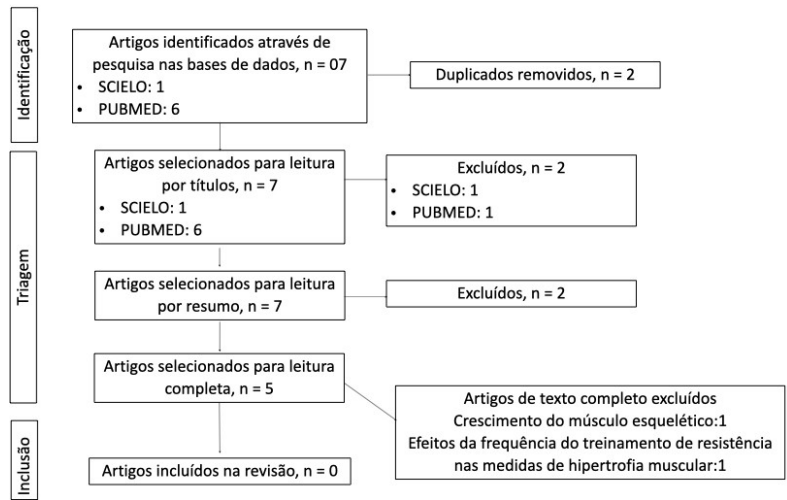 Identificação
Artigos identificados através de
pesquisa nas bases de dados, n = 07
• SCIELO: 1
• PUBMED: 6
Duplicados removidos, n = 2
Triagem
Artigos selecionados para leitura
por títulos, n = 7
• SCIELO: 1
• PUBMED: 6
Excluídos, n = 2
• SCIELO: 1
• PUBMED: 1
Artigos selecionados para leitura
por resumo, n = 7
Excluídos, n = 2
Artigos selecionados para leitura
completa, n = 5
Artigos de texto completo excluídos
Crescimento do músculo esquelético:1
Efeitos da frequência do treinamento de resistência
nas medidas de hipertrofia muscular:1
Inclusão
Artigos incluídos na revisão, n = 0